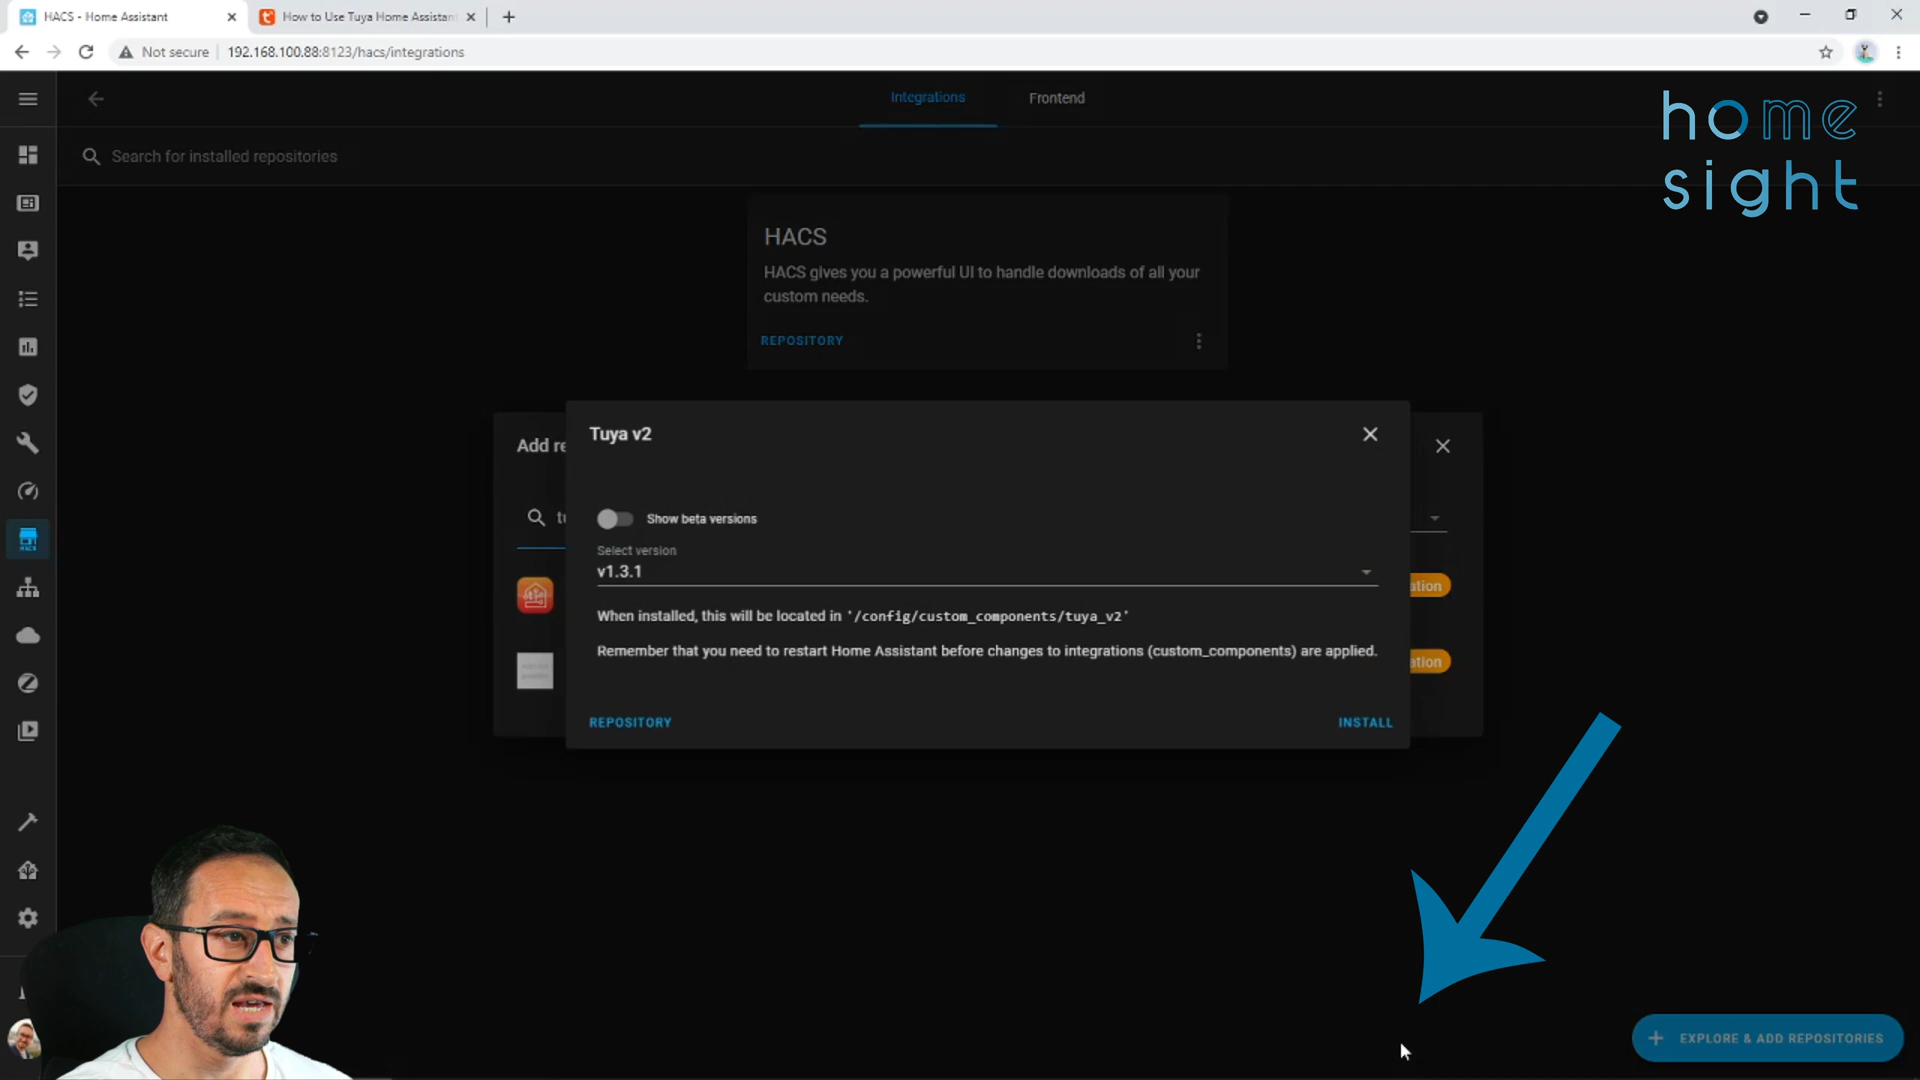 HACS - Home Assistant
How to Use Tuya Home Assistan
Not secure
192.168.100.88:8123/hacs/integrations
Integrations
Frontend
home
sight
Search for installed repositories
HACS
HACS gives you a powerful UI to handle downloads of all your
custom needs.
REPOSITORY
Add re
Tuya v2
tu
Show beta versions
Select version
v1.3.1
ation
When installed, this will be located in '/config/custom_components/tuya_v2'
Remember that you need to restart Home Assistant before changes to integrations (custom_components) are applied.
ation
REPOSITORY
INSTALL
HACS
EXPLORE & ADD REPOSITORIES